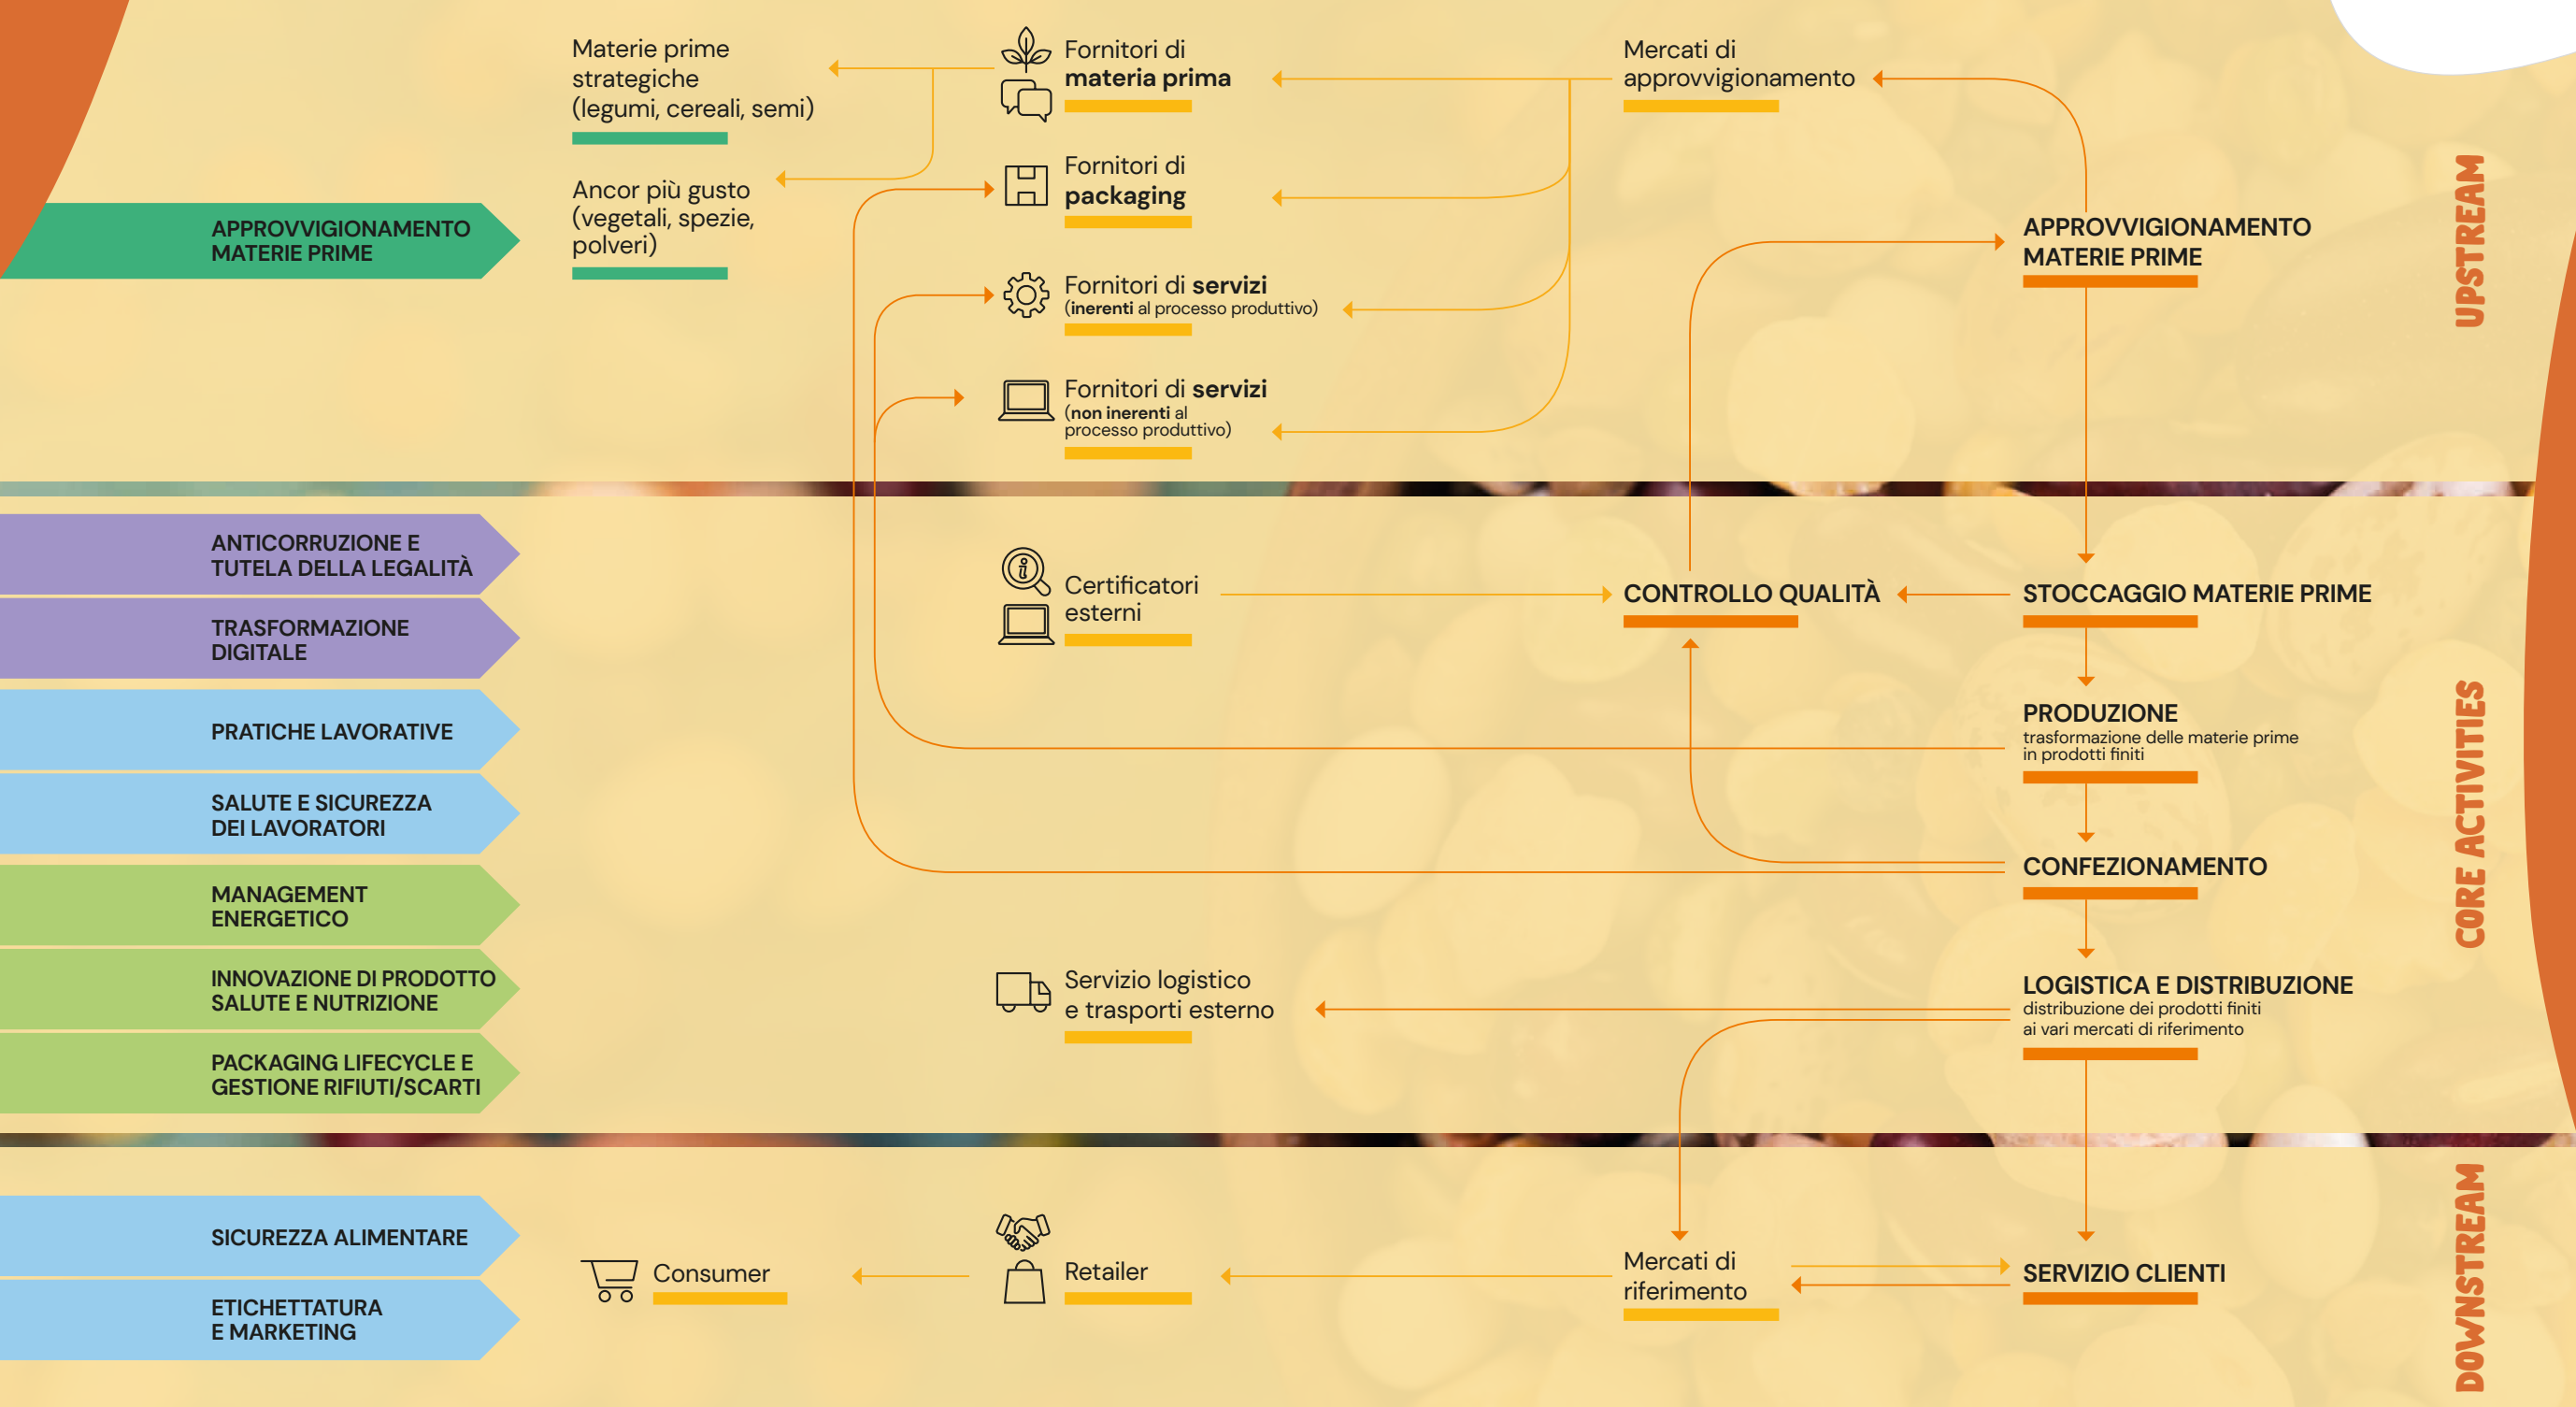 Materie prime
strategiche
(legumi, cereali, semi)
Ancor più gusto
(vegetali, spezie,
polveri)
APPROVVIGIONAMENTO
MATERIE PRIME
Fornitori di
materia prima
Fornitori di
packaging
Fornitori di servizi
(inerenti al processo produttivo)
Fornitori di servizi
(non inerenti al
processo produttivo)
Mercati di
approvvigionamento
APPROVVIGIONAMENTO
MATERIE PRIME
UPSTREAM
ANTICORRUZIONE E
TUTELA DELLA LEGALITÀ
TRASFORMAZIONE
DIGITALE
PRATICHE LAVORATIVE
SALUTE E SICUREZZA
DEI LAVORATORI
MANAGEMENT
ENERGETICO
INNOVAZIONE DI PRODOTTO
SALUTE E NUTRIZIONE
PACKAGING LIFECYCLE E
GESTIONE RIFIUTI/SCARTI
Certificatori
esterni
CONTROLLO QUALITÀ
STOCCAGGIO MATERIE PRIME
PRODUZIONE
trasformazione delle materie prime
in prodotti finiti
CONFEZIONAMENTO
Servizio logistico
e trasporti esterno
LOGISTICA E DISTRIBUZIONE
distribuzione dei prodotti finiti
ai vari mercati di riferimento
CORE ACTIVITIES
SICUREZZA ALIMENTARE
ETICHETTATURA
E MARKETING
Consumer
Retailer
Mercati di
riferimento
SERVIZIO CLIENTI
DOWNSTREAM